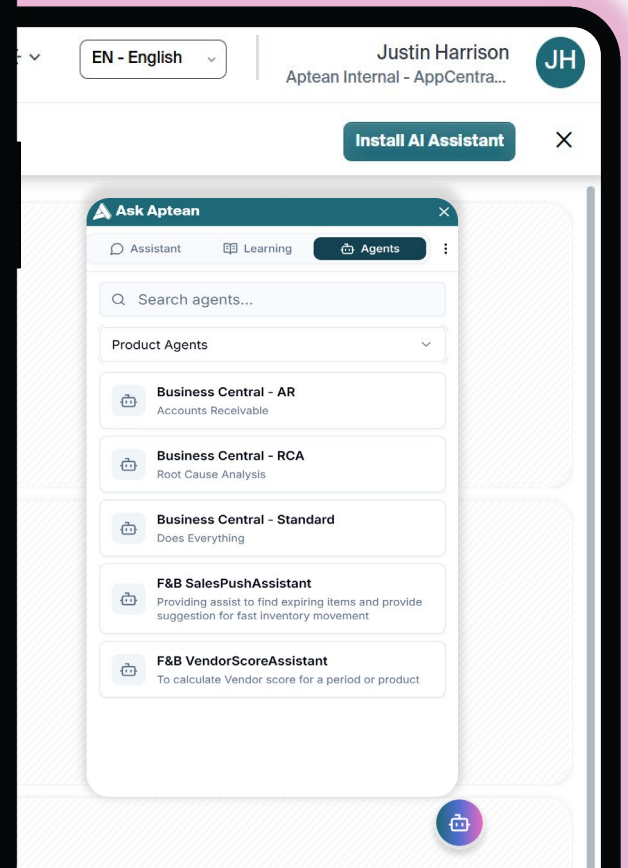 EN - English
Justin Harrison
Aptean Internal - AppCentra...
JH
Install AI Assistant
Ask Aptean
Assistant
Learning
Agents
Search agents...
Product Agents
Business Central - AR
Accounts Receivable
Business Central - RCA
Root Cause Analysis
Business Central - Standard
Does Everything
F&B SalesPushAssistant
Providing assist to find expiring items and provide
suggestion for fast inventory movement
F&B VendorScoreAssistant
To calculate Vendor score for a period or product